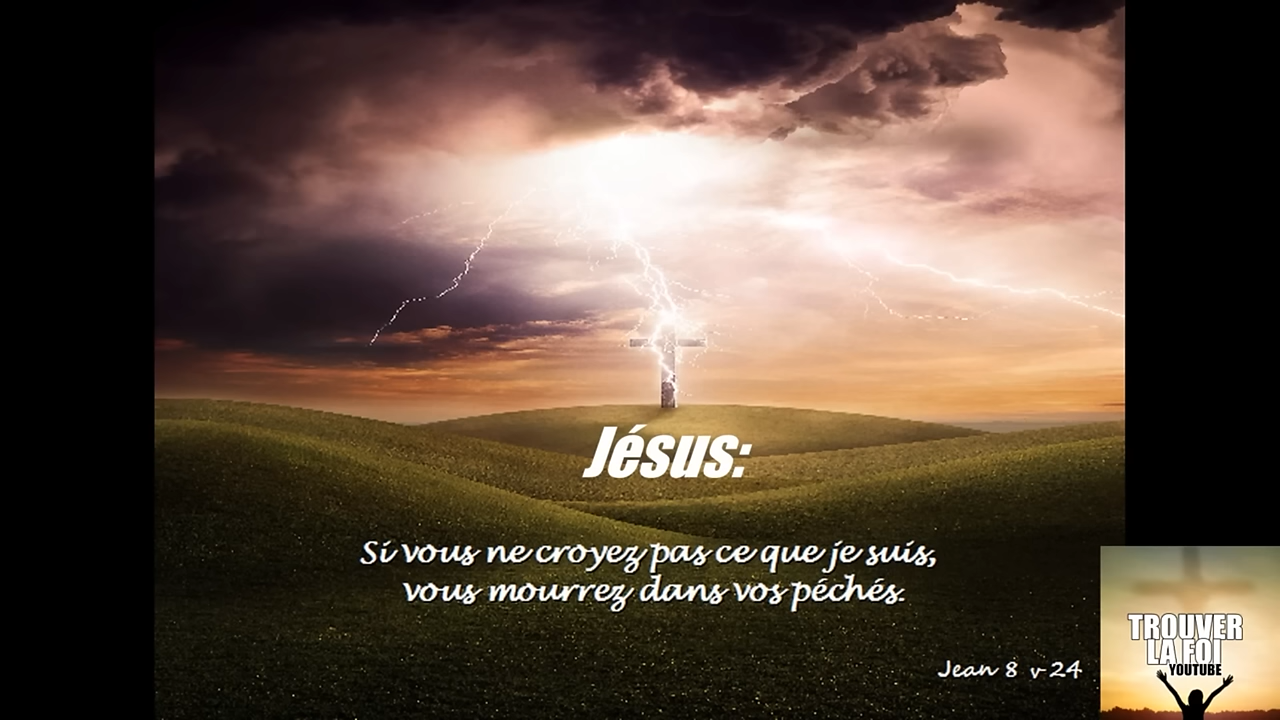 Jésus:
Si vous ne croyez pas ce que je suis,
vous mourrez dans vos péchés.
Jean 8 v 24
TROUVER
LA FOI
YOUTUBE